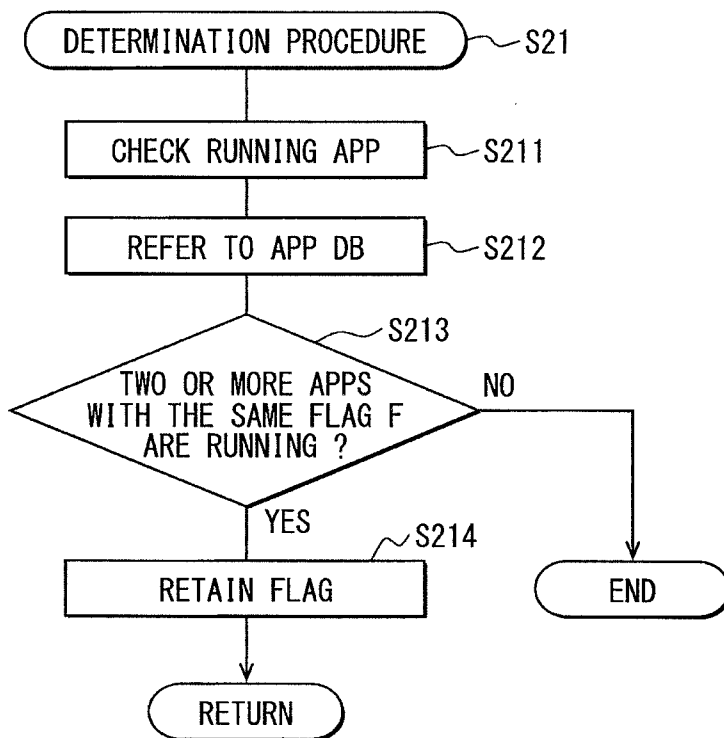 DETERMINATION PROCEDURE
S21
CHECK RUNNING APP
S211
REFER TO APP DB
S212
S213
TWO OR MORE APPS
WITH THE SAME FLAG F
ARE RUNNING ?
NO
YES
S214
RETAIN FLAG
END
RETURN